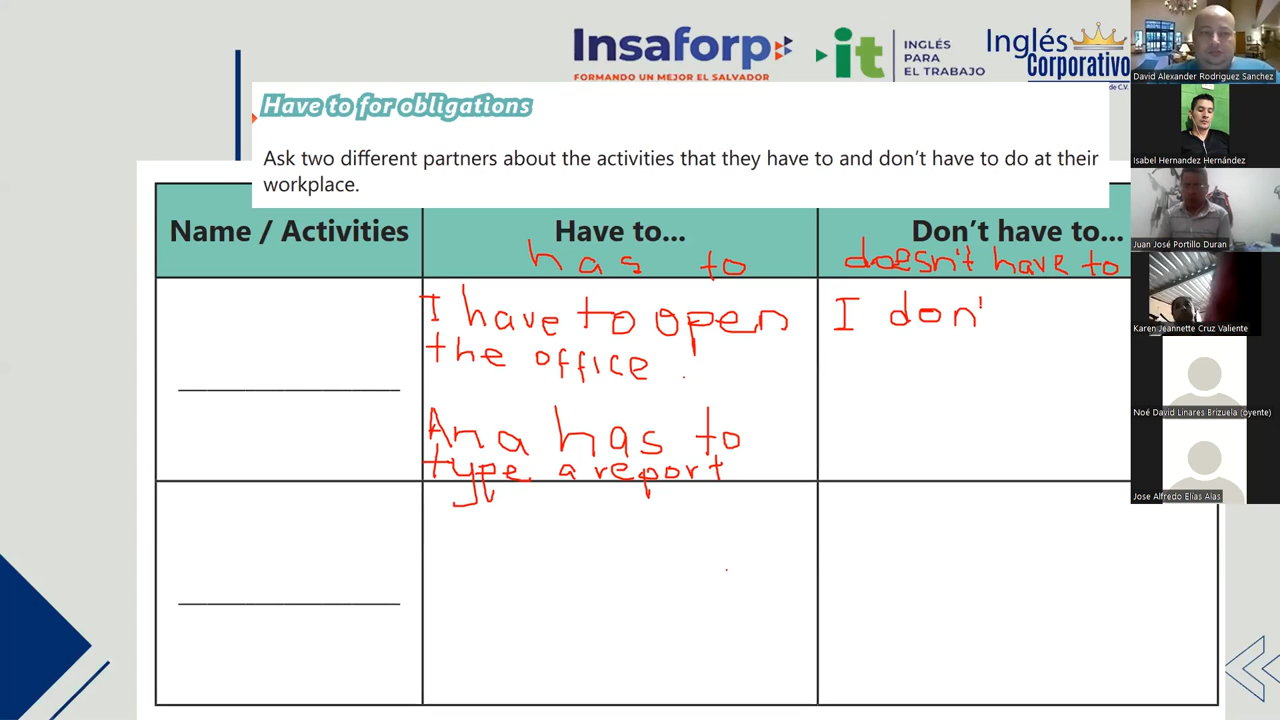 Insaforp
FORMANDO UN MEJOR EL SALVADOR
it
INGLÉS
PARA
EL TRABAJO
Inglés
Corporativo
de C.V.
Have to for obligations
Ask two different partners about the activities that they have to and don't have to do at their
workplace.
Name / Activities
Have to...
Don't have to...
has to
doesn't have to
I have to open
the office.
I don'
Ana has to
type a report
David Alexander Rodriguez Sanchez
Isabel Hernandez Hernández
Juan José Portillo Duran
Karen Jeannette Cruz Valiente
Noé David Linares Brizuela (oyente)
Jose Alfredo Elías Alas